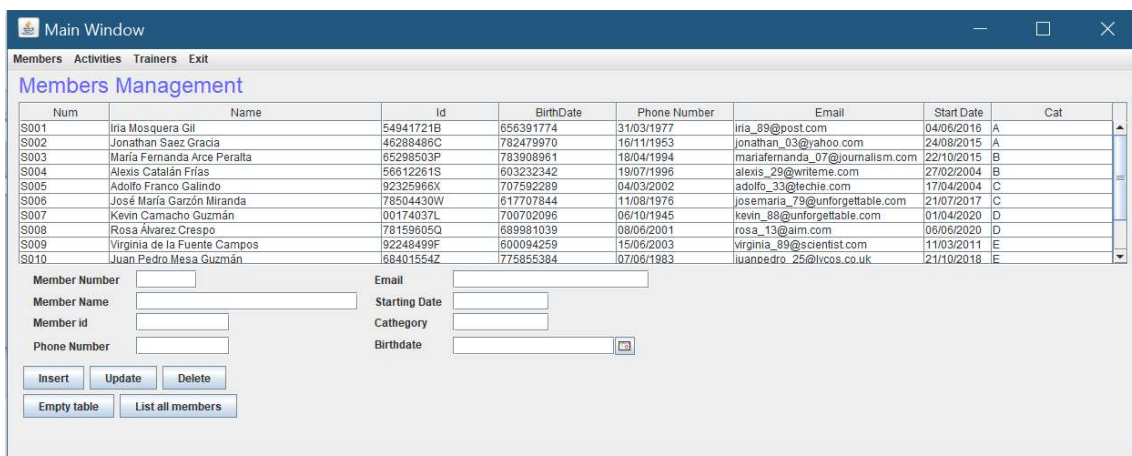 Main Window
Members Activities Trainers Exit
Members Management
Num Name Id BirthDate Phone Number Email Start Date Cat
S001 Iria Mosquera Gil 54941721B 656391774 31/03/1977 iria_89@post.com 04/06/2016 A
S002 Jonathan Saez Gracia 46288486C 782479970 16/11/1953 jonathan_03@yahoo.com 24/08/2015 A
S003 María Fernanda Arce Peralta 65298503P 783908961 18/04/1994 mariafernanda_07@journalism.com 22/10/2015 B
S004 Alexis Catalán Frías 56612261S 603232342 19/07/1996 alexis_29@writeme.com 27/02/2004 B
S005 Adolfo Franco Galindo 92325966X 707592289 04/03/2002 adolfo_33@techie.com 17/04/2004 C
S006 José María Garzón Miranda 78504430W 617707844 11/08/1976 josemaria_79@unforgettable.com 21/07/2017 C
S007 Kevin Camacho Guzmán 00174037L 700702096 06/10/1945 kevin_88@unforgettable.com 01/04/2020 D
S008 Rosa Álvarez Crespo 78159605Q 689981039 08/06/2001 rosa_13@aim.com 06/06/2020 D
S009 Virginia de la Fuente Campos 92248499F 600094259 15/06/2003 virginia_89@scientist.com 11/03/2011 E
S010 Juan Pedro Mesa Guzmán 68401554Z 775855384 07/06/1983 juanpedro_25@lycos.co.uk 21/10/2018 E
Member Number Email
Member Name Starting Date
Member id Cathegory
Phone Number Birthdate
Insert Update Delete
Empty table List all members